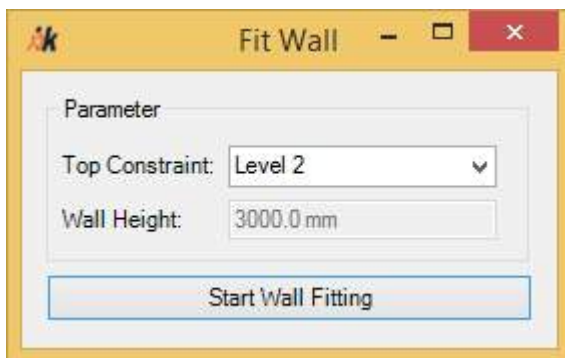 k
Fit Wall
Parameter
Top Constraint: Level 2
Wall Height: 3000.0 mm
Start Wall Fitting